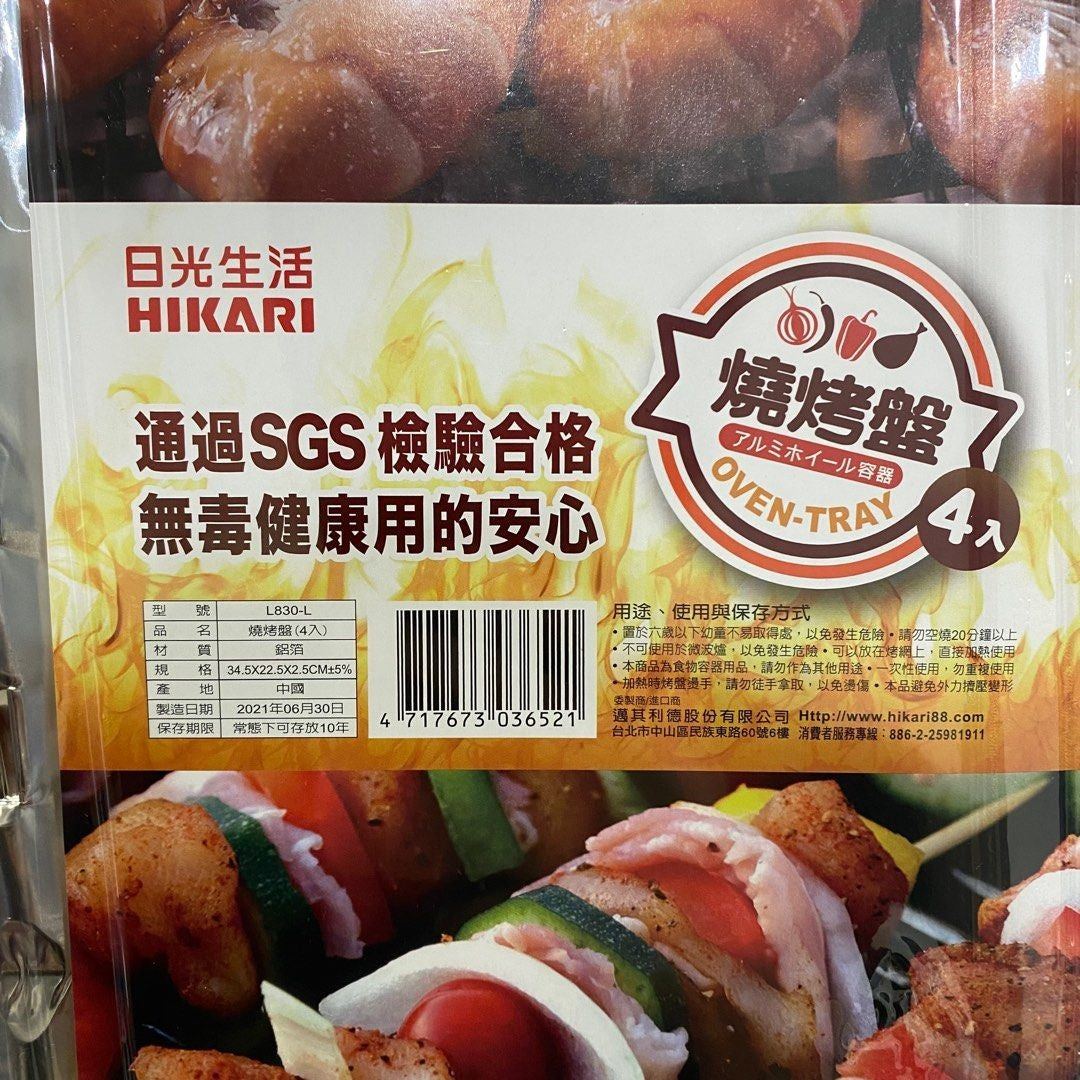 日光生活
HIKARI
通過SGS檢驗合格
無毒健康用的安心
燒烤盤
アルミホイール容器
OVEN-TRAY
4入
型號 L830-L
品名 燒烤盤(4入)
材質 鋁箔
規格 34.5X22.5X2.5CM±5%
產地 中國
製造日期 2021年06月30日
保存期限 常態下可存放10年
4 717673 036521
用途、使用與保存方式
•置於六歲以下幼童不易取得處，以免發生危險•請勿空燒20分鐘以上
•不可使用於微波爐，以免發生危險•可以放在烤網上，直接加熱使用
•本商品為食物容器用品，請勿作為其他用途•一次性使用，勿重複使用
•加熱時烤盤燙手，請勿徒手拿取，以免燙傷•本品避免外力擠壓變形
委製商/進口商
邁其利德股份有限公司 Http://www.hikari88.com
台北市中山區民族東路60號6樓 消費者服務專線：886-2-25981911